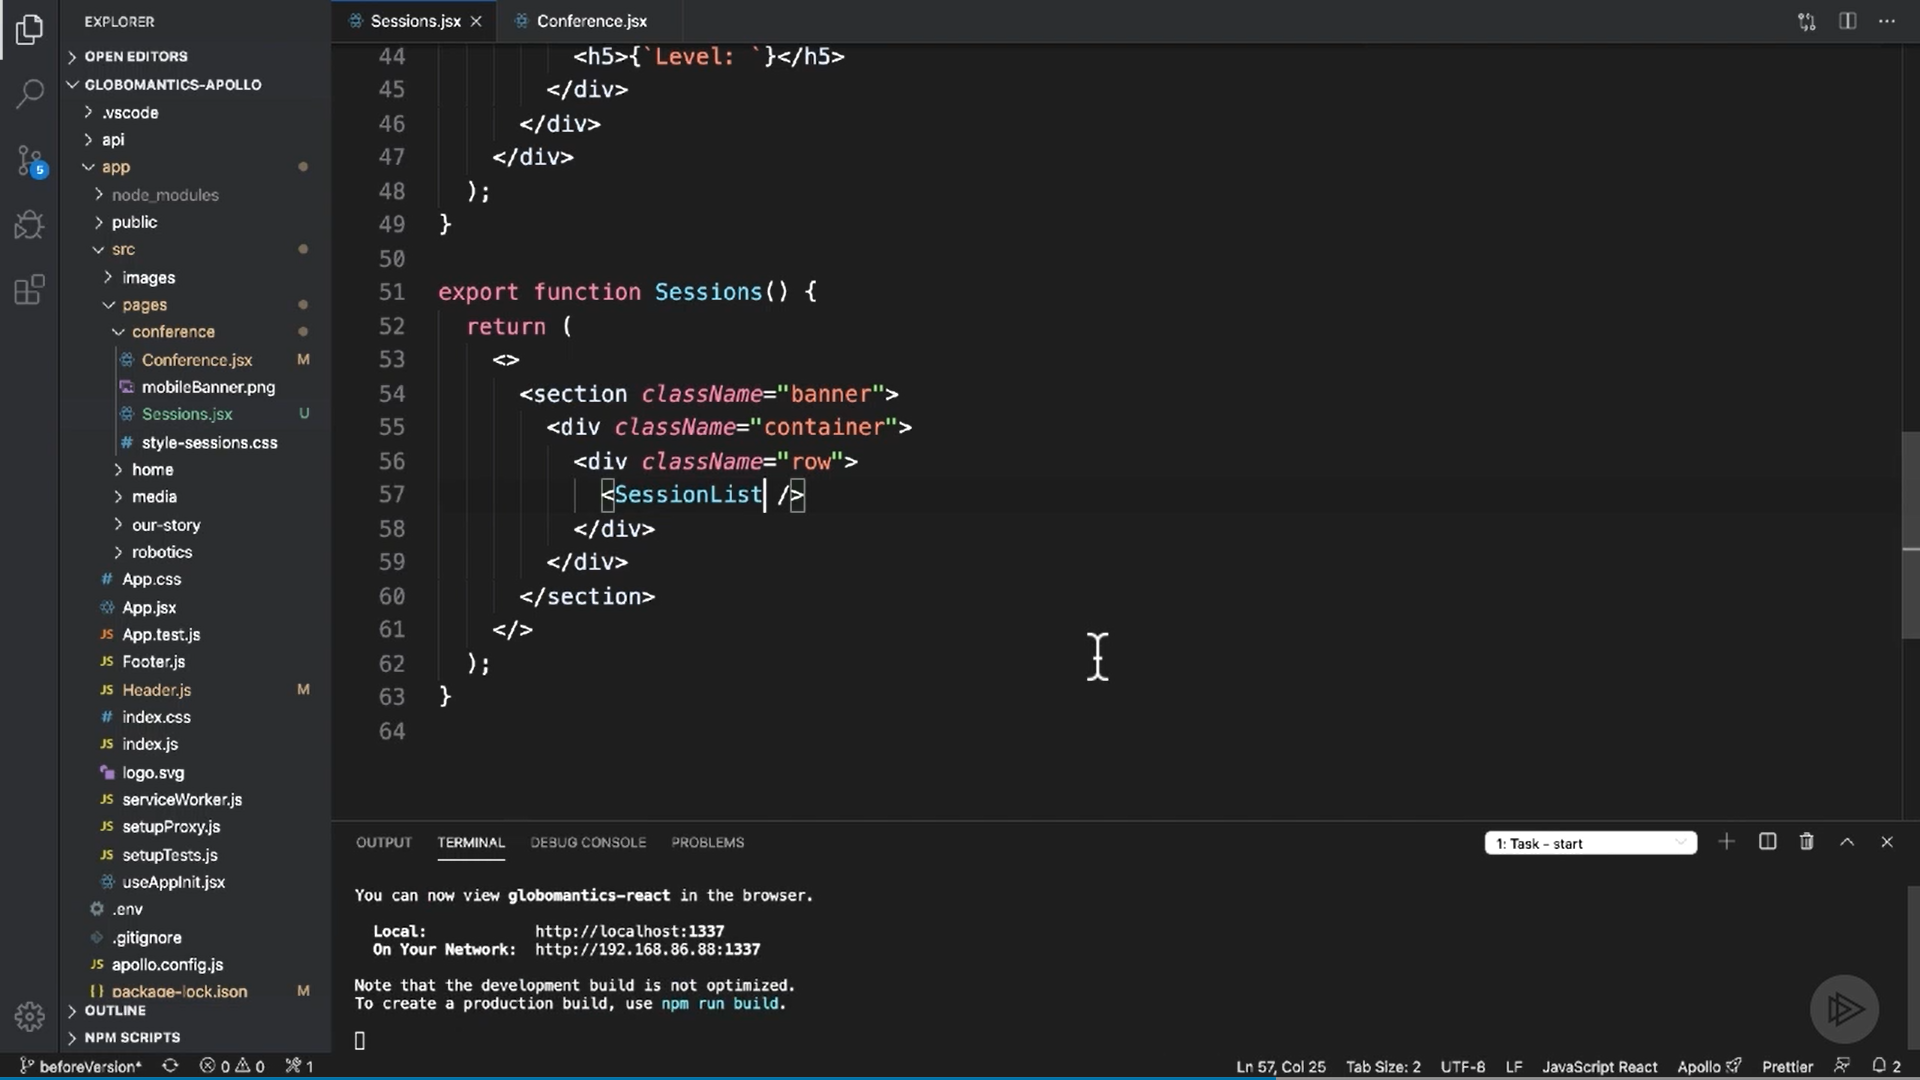 EXPLORER
OPEN EDITORS
GLOBOMANTICS-APOLLO
.vscode
api
app
node_modules
public
src
images
pages
conference
Conference.jsx M
mobileBanner.png
Sessions.jsx U
# style-sessions.css
home
media
our-story
robotics
# App.css
App.jsx
JS App.test.js
JS Footer.js
JS Header.js M
# index.css
JS index.js
logo.svg
JS serviceWorker.js
JS setupProxy.js
JS setupTests.js
useAppInit.jsx
.env
.gitignore
JS apollo.config.js
{} package-lock.json M
OUTLINE
NPM SCRIPTS
5
Sessions.jsx
Conference.jsx
44 <h5>{`Level: `}</h5>
45 </div>
46 </div>
47 </div>
48 );
49 }
50
51 export function Sessions() {
52 return (
53 <>
54 <section className="banner">
55 <div className="container">
56 <div className="row">
57 <SessionList />
58 </div>
59 </div>
60 </section>
61 </>
62 );
63 }
64
OUTPUT TERMINAL DEBUG CONSOLE PROBLEMS 1: Task - start
You can now view globomantics-react in the browser.
Local: http://localhost:1337
On Your Network: http://192.168.86.88:1337
Note that the development build is not optimized.
To create a production build, use npm run build.
beforeVersion* 0 0 1 Ln 57, Col 25 Tab Size: 2 UTF-8 LF JavaScript React Apollo Prettier 2